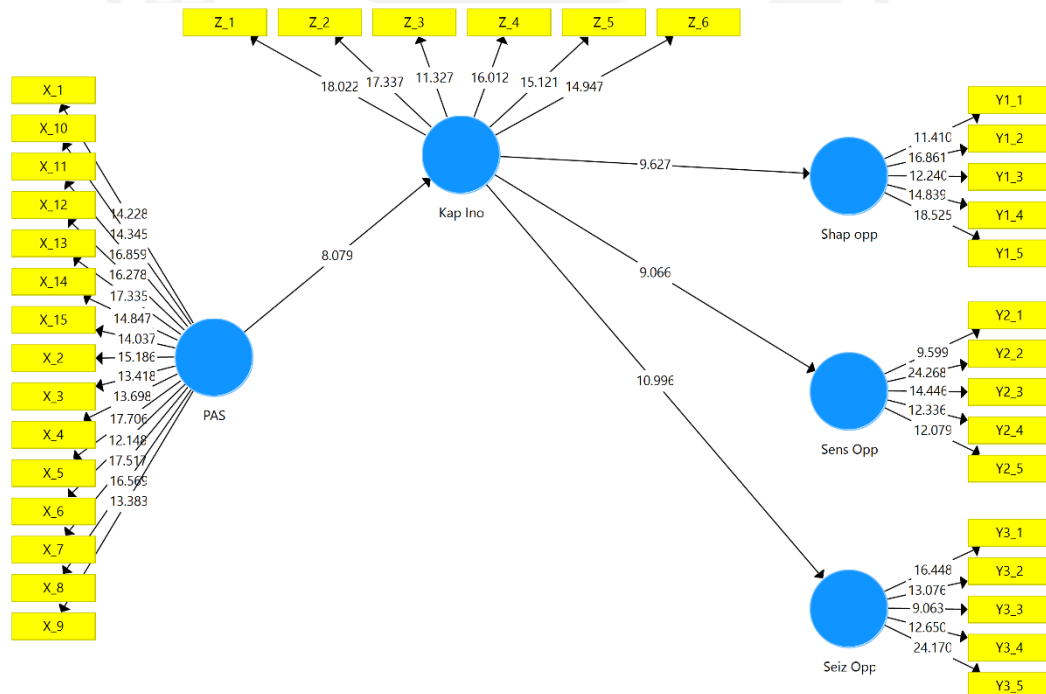 Z_1
Z_2
Z_3
Z_4
Z_5
Z_6
18.022
17.337
11.327
16.012
15.121
14.947
Kap Ino
X_1
X_10
X_11
X_12
X_13
X_14
X_15
X_2
X_3
X_4
X_5
X_6
X_7
X_8
X_9
14.228
14.345
16.859
16.278
17.335
14.847
14.037
15.186
13.418
13.698
17.706
12.148
17.517
16.569
13.383
PAS
8.079
9.627
9.066
10.996
Shap opp
11.410
16.861
12.240
14.839
18.525
Y1_1
Y1_2
Y1_3
Y1_4
Y1_5
Sens Opp
9.599
24.268
14.446
12.336
12.079
Y2_1
Y2_2
Y2_3
Y2_4
Y2_5
Seiz Opp
16.448
13.076
9.063
12.650
24.170
Y3_1
Y3_2
Y3_3
Y3_4
Y3_5